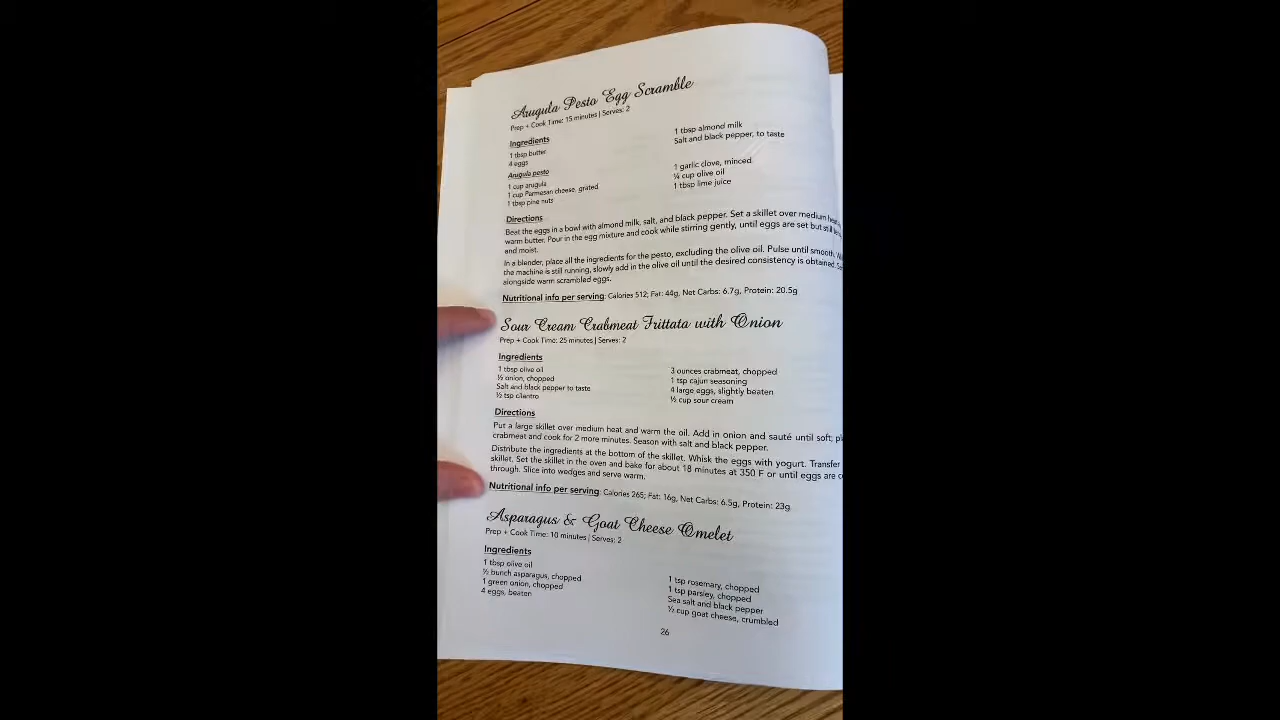 Arugula Pesto Egg Scramble
Prep + Cook Time: 15 minutes | Serves: 2
Ingredients
1 tbsp butter
4 eggs
1 tbsp almond milk
Salt and black pepper, to taste
Arugula pesto
1 cup arugula
1 cup Parmesan cheese, grated
1 tbsp pine nuts
1 garlic clove, minced
¼ cup olive oil
1 tbsp lime juice
Directions
Beat the eggs in a bowl with almond milk, salt, and black pepper. Set a skillet over medium heat
warm butter. Pour in the egg mixture and cook while stirring gently, until eggs are set but still
and moist.
In a blender, place all the ingredients for the pesto, excluding the olive oil. Pulse until smooth.
the machine is still running, slowly add in the olive oil until the desired consistency is obtained.
alongside warm scrambled eggs.
Nutritional info per serving: Calories 512; Fat: 44g, Net Carbs: 6.7g, Protein: 20.5g
Sour Cream Crabmeat Frittata with Onion
Prep + Cook Time: 25 minutes | Serves: 2
Ingredients
1 tbsp olive oil
½ onion, chopped
Salt and black pepper to taste
½ tsp cilantro
3 ounces crabmeat, chopped
1 tsp cajun seasoning
4 large eggs, slightly beaten
½ cup sour cream
Directions
Put a large skillet over medium heat and warm the oil. Add in onion and sauté until soft;
crabmeat and cook for 2 more minutes. Season with salt and black pepper.
Distribute the ingredients at the bottom of the skillet. Whisk the eggs with yogurt. Transfer
skillet. Set the skillet in the oven and bake for about 18 minutes at 350 F or until eggs are
through. Slice into wedges and serve warm.
Nutritional info per serving: Calories 265; Fat: 16g, Net Carbs: 6.5g, Protein: 23g
Asparagus & Goat Cheese Omelet
Prep + Cook Time: 10 minutes | Serves: 2
Ingredients
1 tbsp olive oil
½ bunch asparagus, chopped
1 green onion, chopped
4 eggs, beaten
1 tsp rosemary, chopped
1 tsp parsley, chopped
Sea salt and black pepper
½ cup goat cheese, crumbled
26